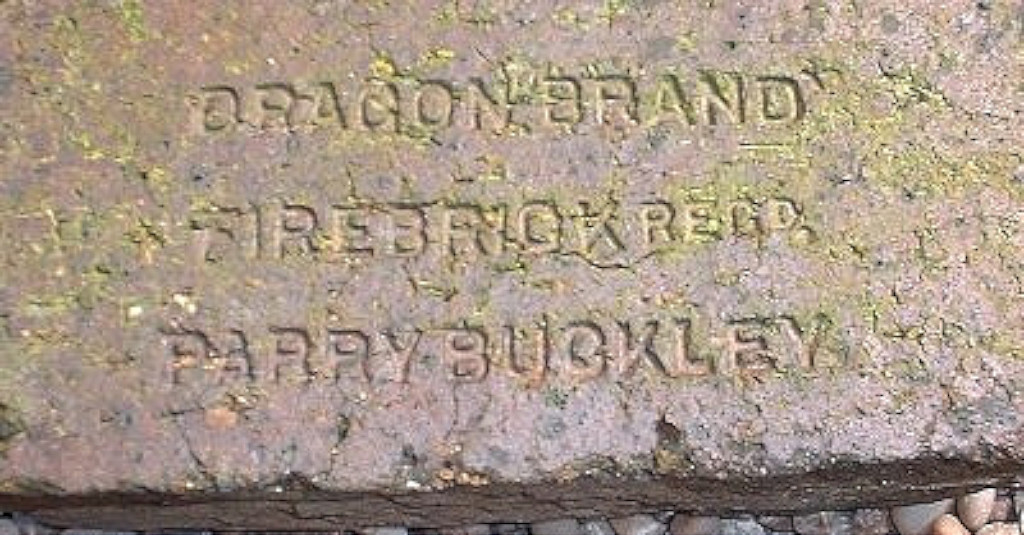 DRAGON "BRAND"
FIREBRICK REGD.
PARRY BUCKLEY